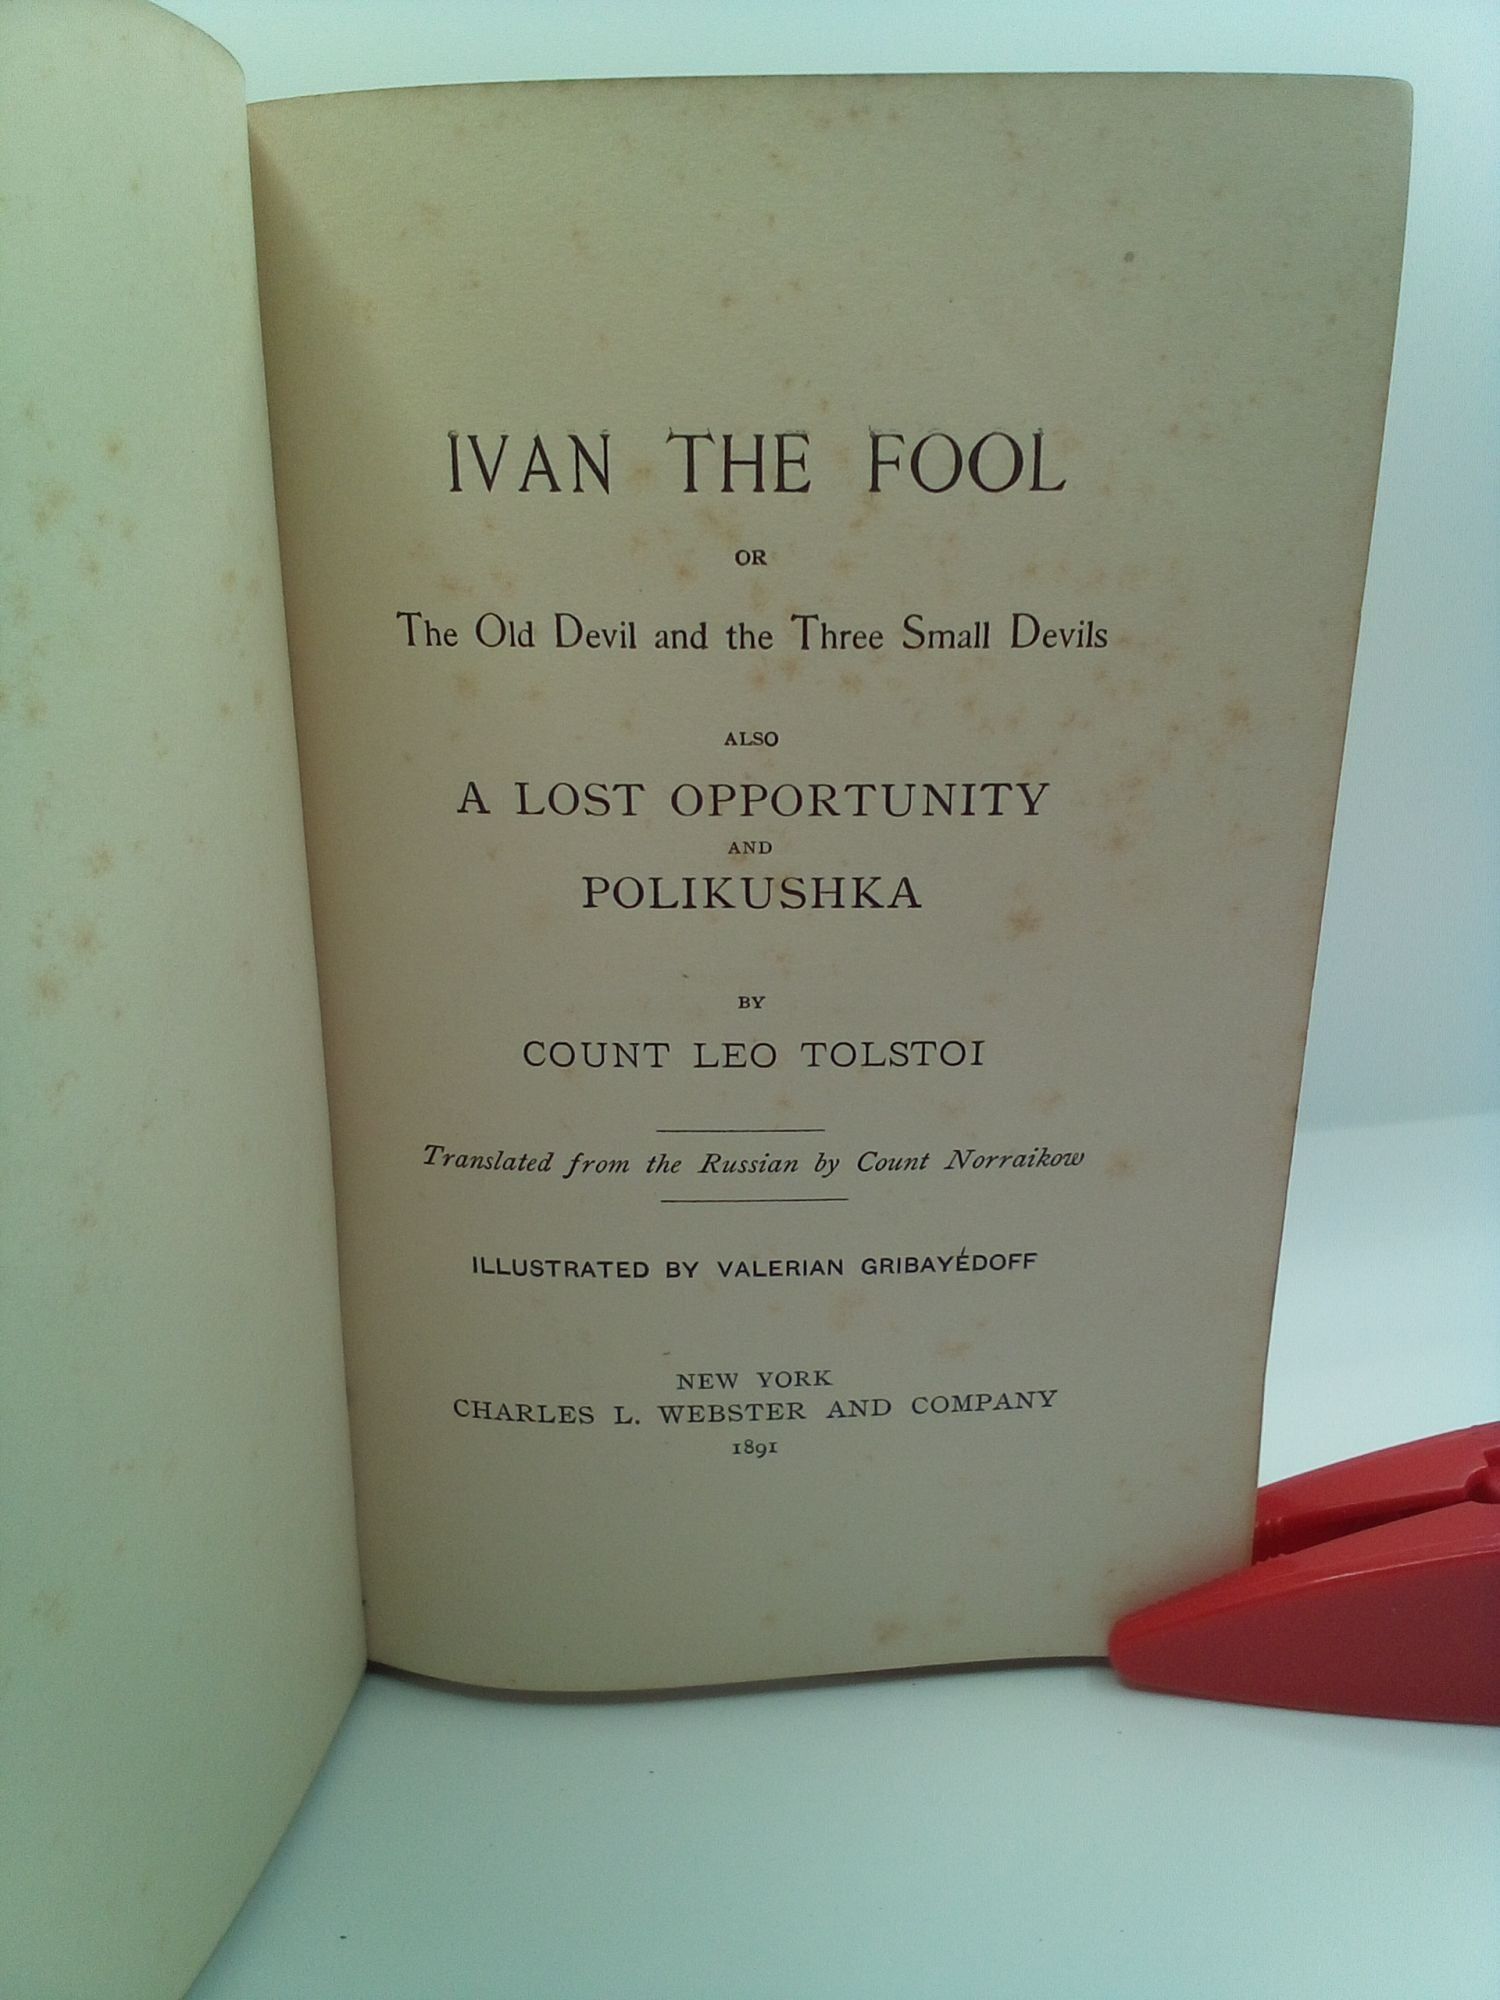 IVAN THE FOOL
OR
The Old Devil and the Three Small Devils
ALSO
A LOST OPPORTUNITY
AND
POLIKUSHKA
BY
COUNT LEO TOLSTOI
Translated from the Russian by Count Norraikow
ILLUSTRATED BY VALERIAN GRIBAYÉDOFF
NEW YORK
CHARLES L. WEBSTER AND COMPANY
1891